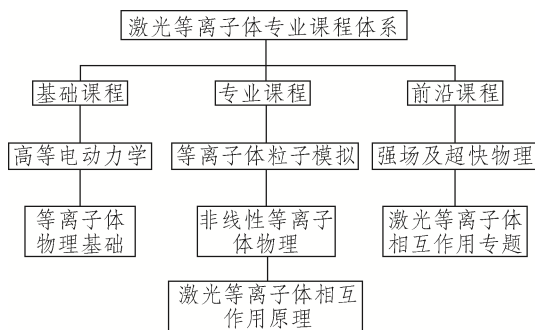 激光等离子体专业课程体系
基础课程
专业课程
前沿课程
高等电动力学
等离子体粒子模拟
强场及超快物理
等离子体
物理基础
非线性等离子
体物理
激光等离子体
相互作用专题
激光等离子体相互
作用原理